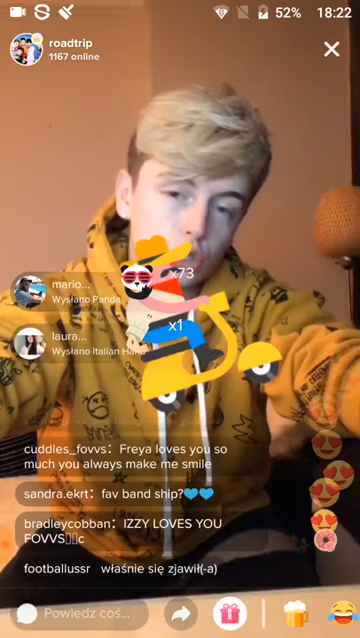 52% 18:22
roadtrip
1167 online
x73
mario...
Wysłano Panda
x1
laura...
Wysłano Italian Hand
cuddles_fovvs: Freya loves you so
much you always make me smile
sandra.ekrt: fav band ship?💙💙
bradleycobban: IZZY LOVES YOU
FOVVS▯▯c
footballussr właśnie się zjawił(-a)
Powiedz coś...